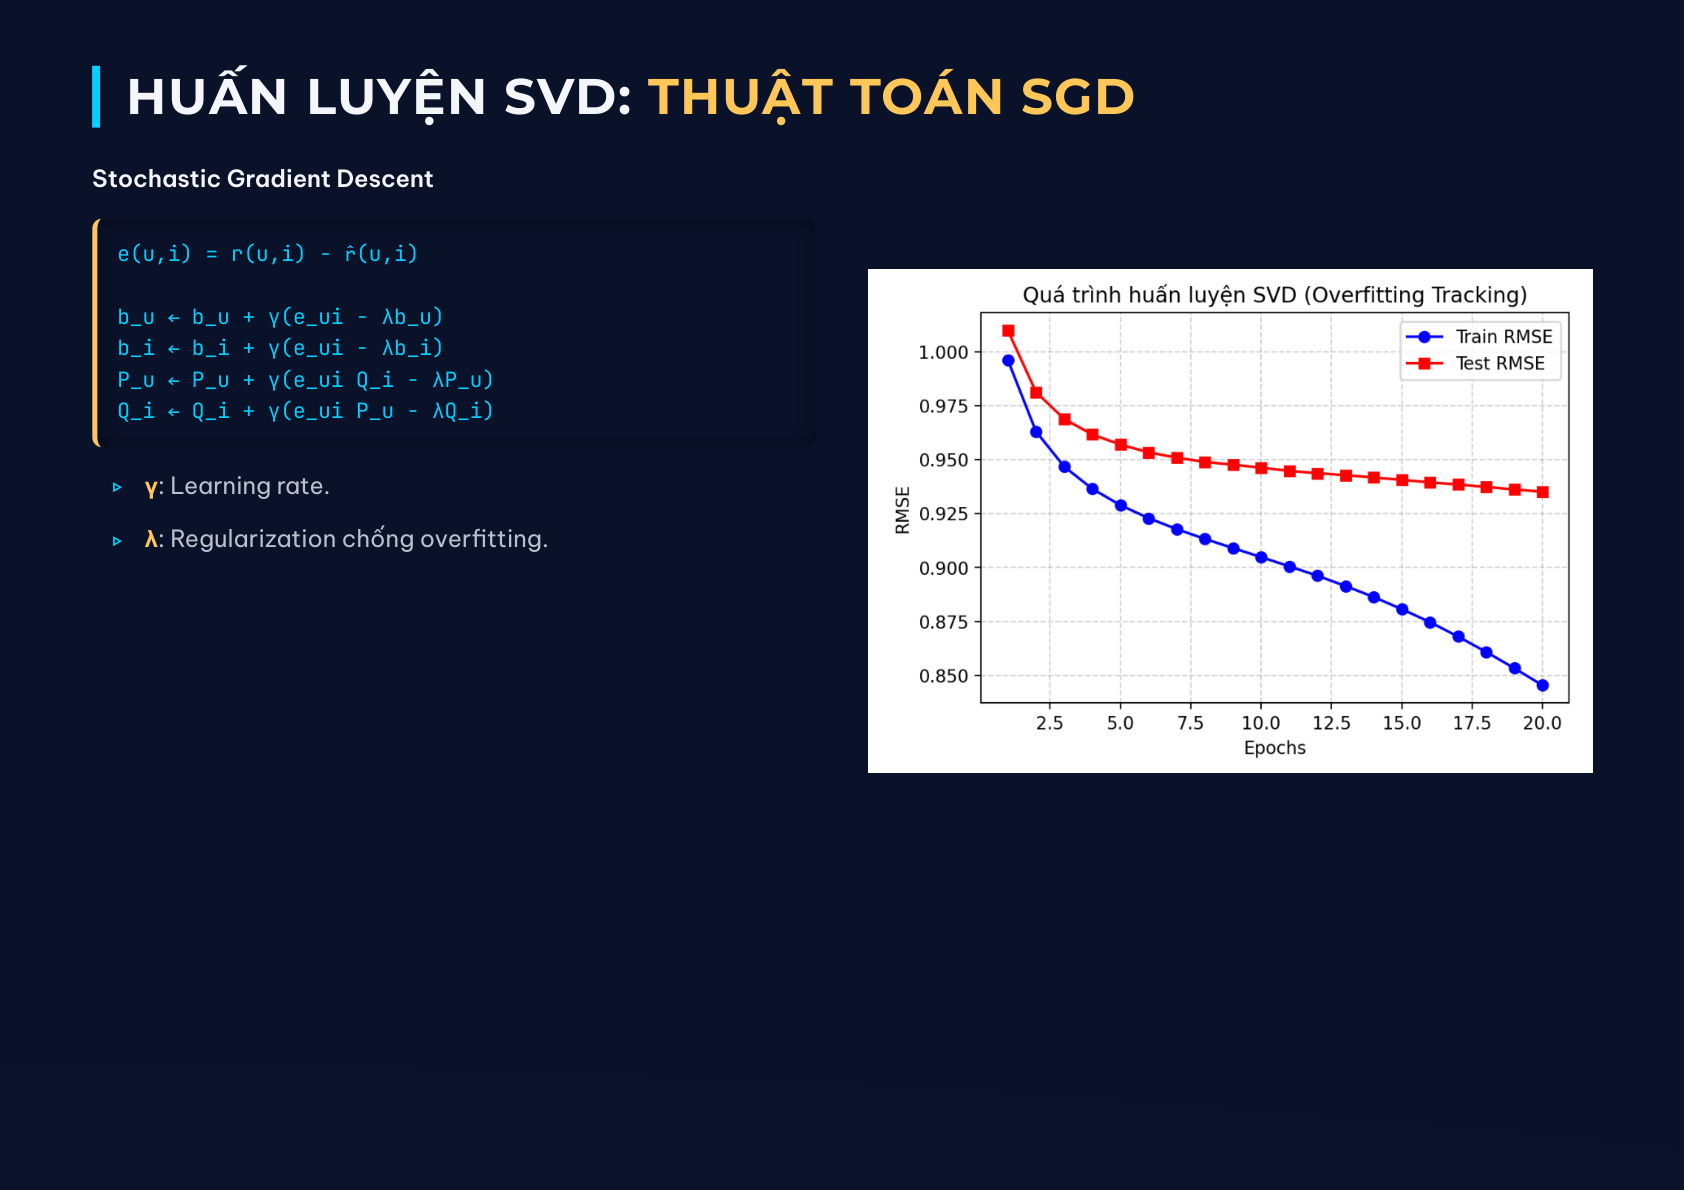 HUẤN LUYỆN SVD: THUẬT TOÁN SGD
Stochastic Gradient Descent
e(u,i) = r(u,i) - r̂(u,i)
b_u ← b_u + γ(e_ui - λb_u)
b_i ← b_i + γ(e_ui - λb_i)
P_u ← P_u + γ(e_ui Q_i - λP_u)
Q_i ← Q_i + γ(e_ui P_u - λQ_i)
▹ γ: Learning rate.
▹ λ: Regularization chống overfitting.
Quá trình huấn luyện SVD (Overfitting Tracking)
Train RMSE
Test RMSE
RMSE
1.000
0.975
0.950
0.925
0.900
0.875
0.850
2.5 5.0 7.5 10.0 12.5 15.0 17.5 20.0
Epochs